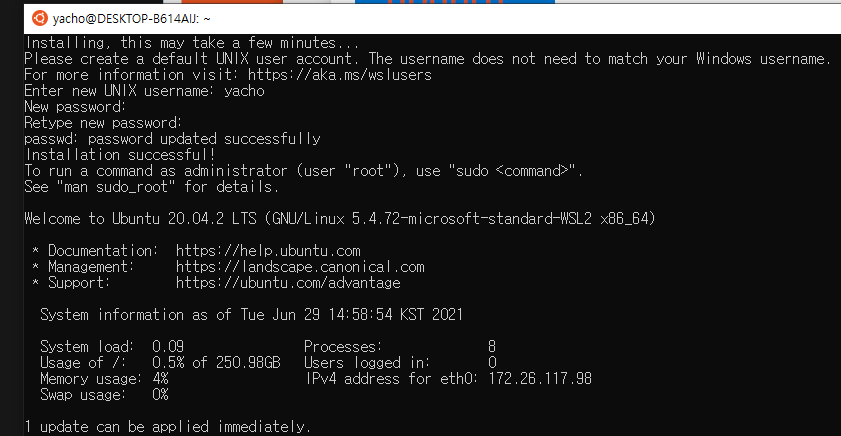 yacho@DESKTOP-B614AIJ: ~
Installing, this may take a few minutes...
Please create a default UNIX user account. The username does not need to match your Windows username.
For more information visit: https://aka.ms/wslusers
Enter new UNIX username: yacho
New password:
Retype new password:
passwd: password updated successfully
Installation successful!
To run a command as administrator (user "root"), use "sudo <command>".
See "man sudo_root" for details.
Welcome to Ubuntu 20.04.2 LTS (GNU/Linux 5.4.72-microsoft-standard-WSL2 x86_64)
* Documentation: https://help.ubuntu.com
* Management: https://landscape.canonical.com
* Support: https://ubuntu.com/advantage
System information as of Tue Jun 29 14:58:54 KST 2021
System load: 0.09 Processes: 8
Usage of /: 0.5% of 250.98GB Users logged in: 0
Memory usage: 4% IPv4 address for eth0: 172.26.117.98
Swap usage: 0%
1 update can be applied immediately.